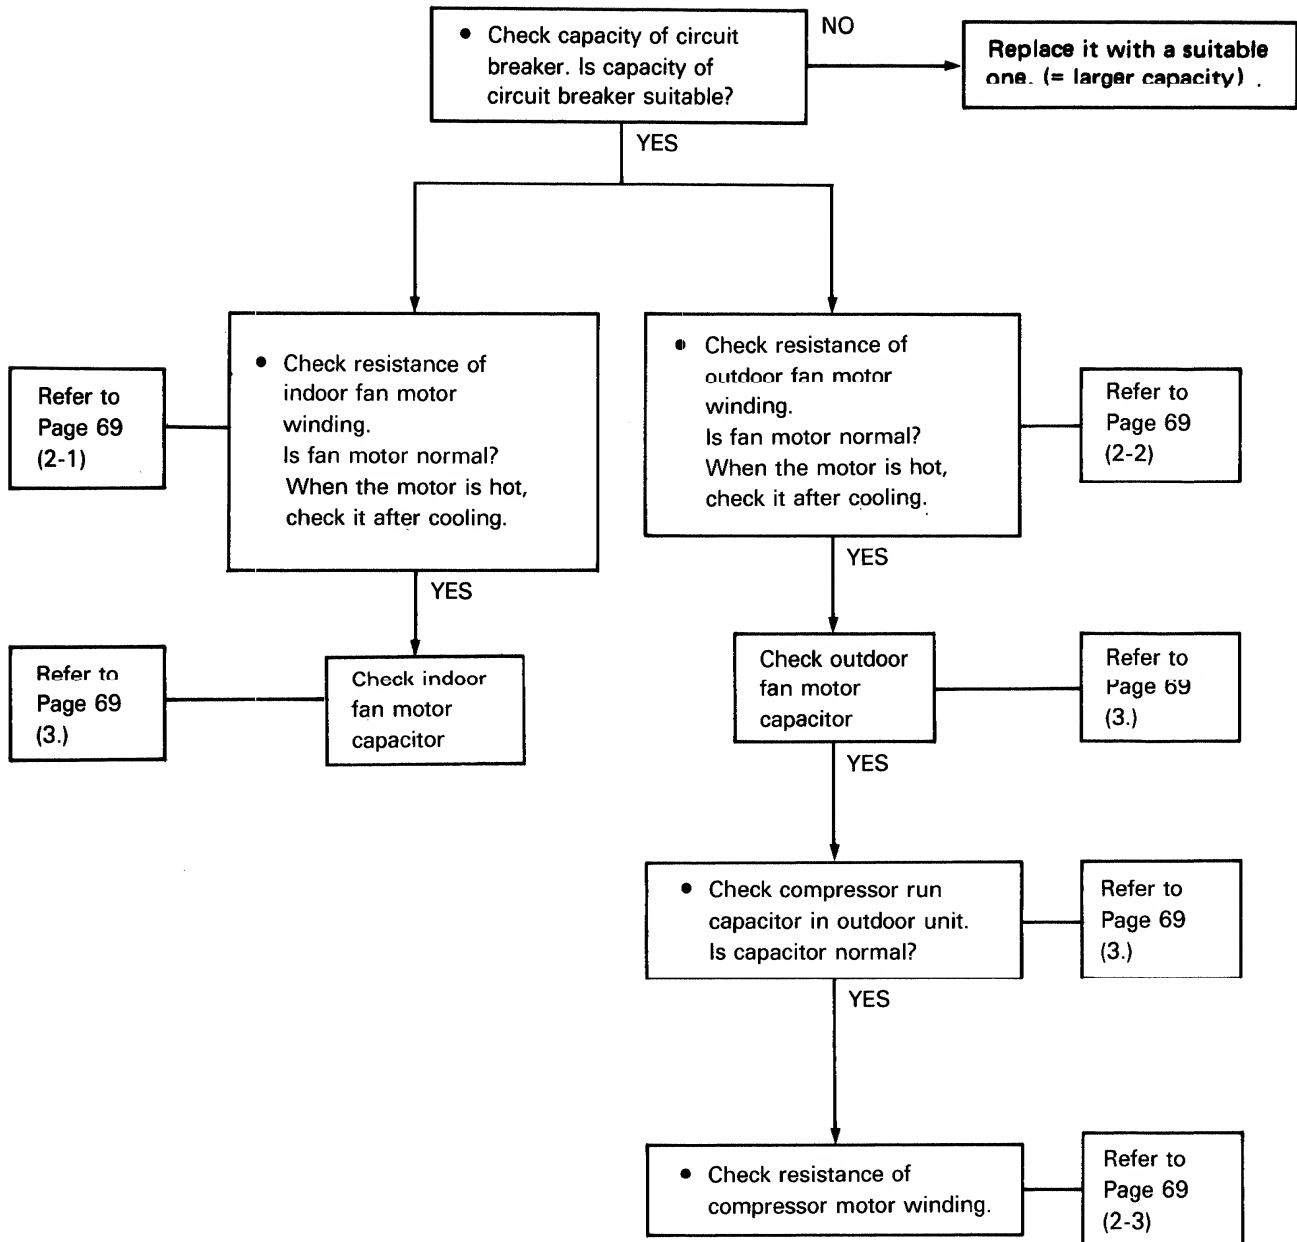 • Check capacity of circuit
breaker. Is capacity of
circuit breaker suitable?
NO
Replace it with a suitable
one. (= larger capacity) .
YES
• Check resistance of
indoor fan motor
winding.
Is fan motor normal?
When the motor is hot,
check it after cooling.
Refer to
Page 69
(2-1)
YES
Check indoor
fan motor
capacitor
Refer to
Page 69
(3.)
• Check resistance of
outdoor fan motor
winding.
Is fan motor normal?
When the motor is hot,
check it after cooling.
Refer to
Page 69
(2-2)
YES
Check outdoor
fan motor
capacitor
Refer to
Page 69
(3.)
YES
• Check compressor run
capacitor in outdoor unit.
Is capacitor normal?
Refer to
Page 69
(3.)
YES
• Check resistance of
compressor motor winding.
Refer to
Page 69
(2-3)